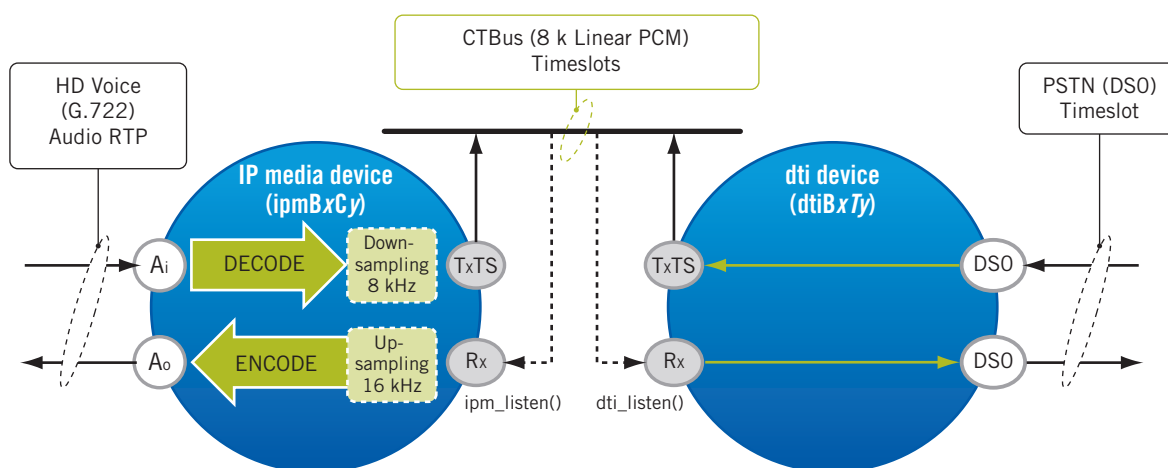 CTBus (8 k Linear PCM)
Timeslots
HD Voice
(G.722)
Audio RTP
PSTN (DS0)
Timeslot
IP media device
(ipmBxCy)
dti device
(dtiBxTy)
Ai
DECODE
Down-
sampling
8 kHz
TxTS
TxTS
DS0
Ao
ENCODE
Up-
sampling
16 kHz
Rx
Rx
DS0
ipm_listen()
dti_listen()